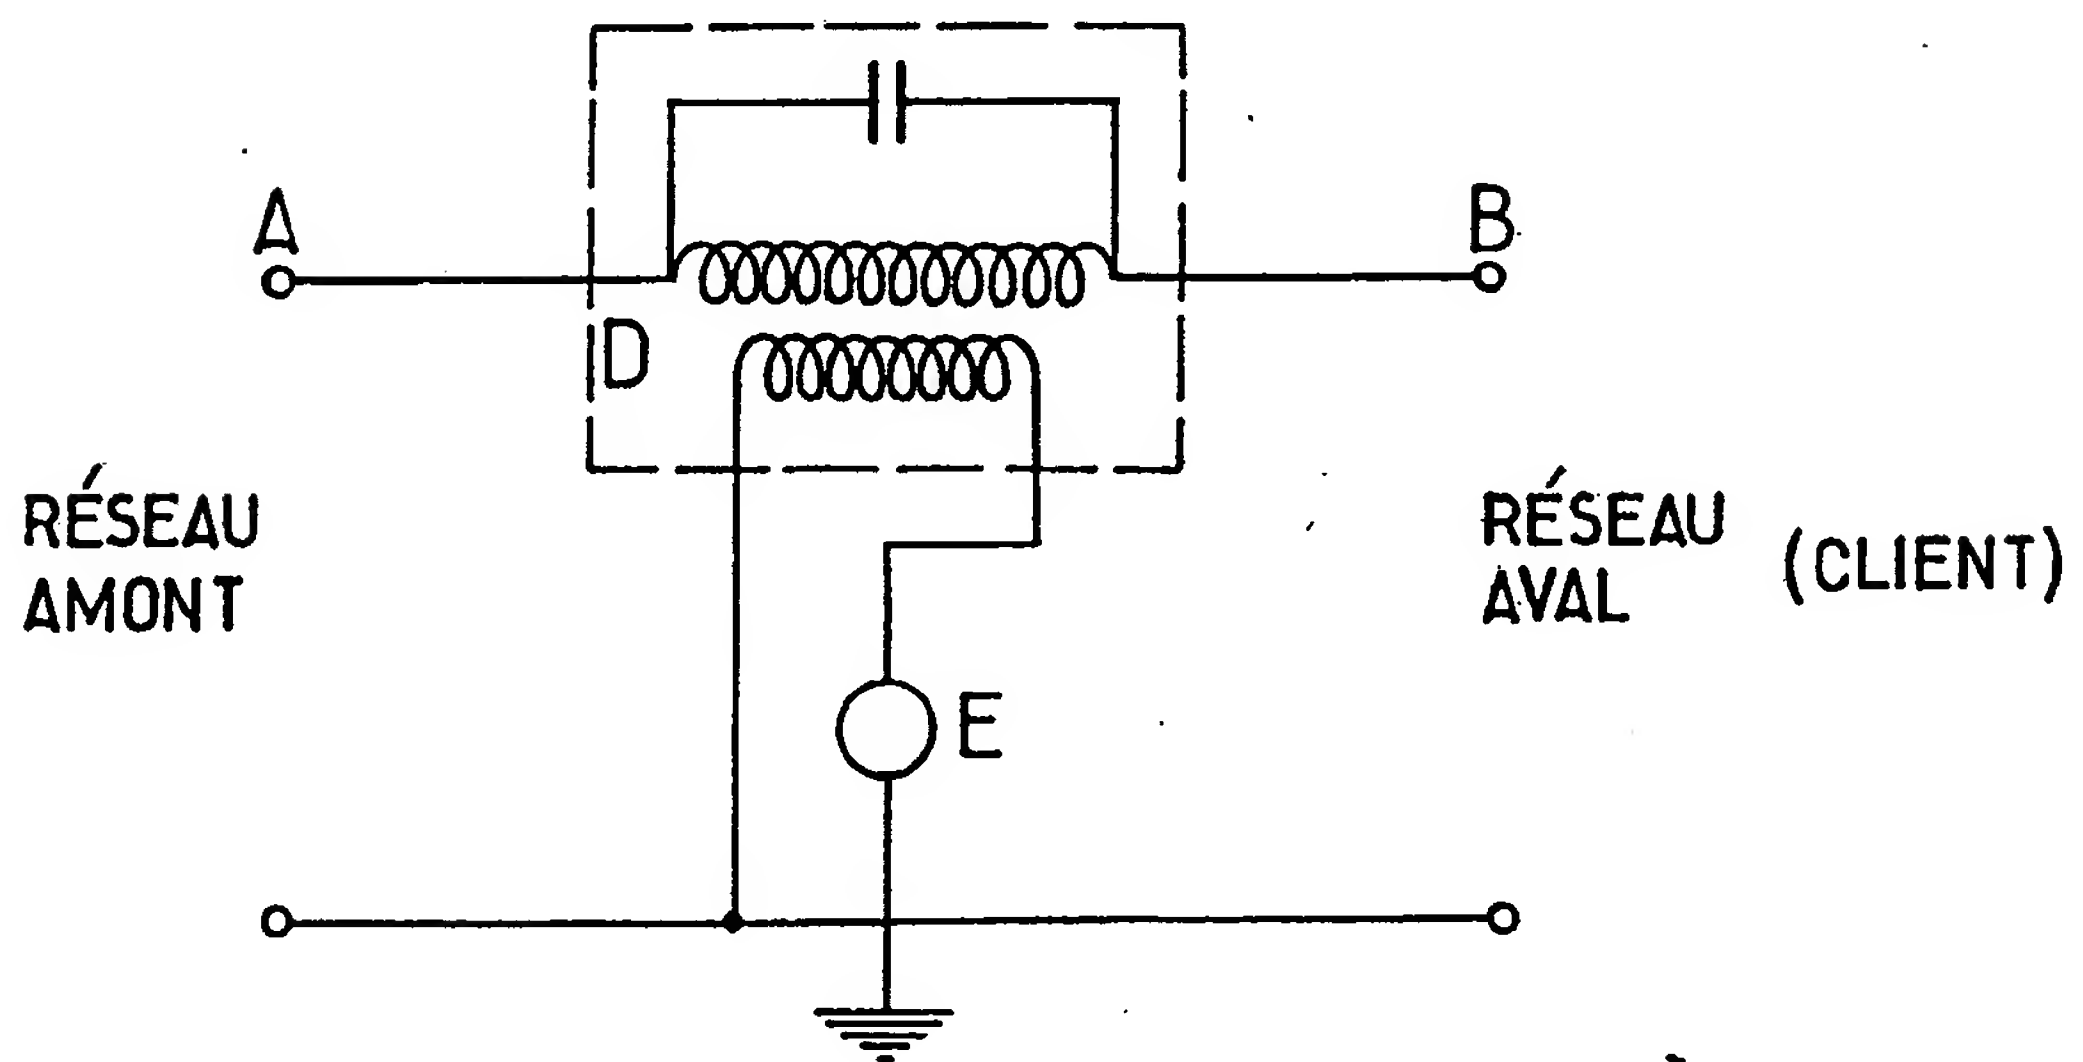 A
B
D
RÉSEAU
AMONT
RÉSEAU
AVAL
(CLIENT)
E